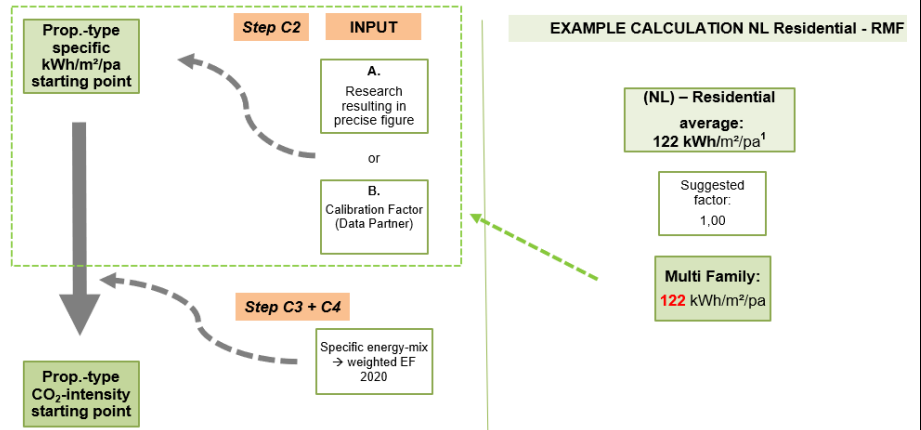 Prop.-type
specific
kWh/m²/pa
starting point
Step C2
INPUT
A.
Research
resulting in
precise figure
or
B.
Calibration Factor
(Data Partner)
Step C3 + C4
Specific energy-mix
→ weighted EF
2020
Prop.-type
CO₂-intensity
starting point
EXAMPLE CALCULATION NL Residential - RMF
(NL) – Residential
average:
122 kWh/m²/pa¹
Suggested
factor:
1,00
Multi Family:
122 kWh/m²/pa